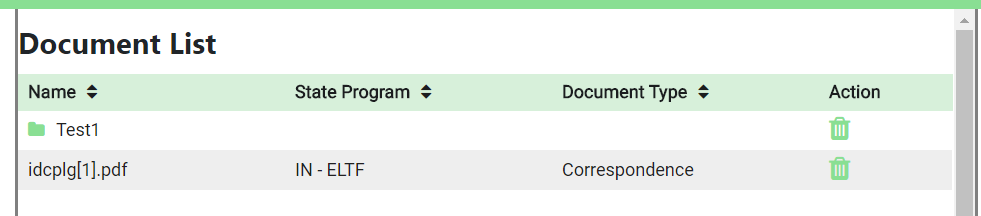 Document List
Name State Program Document Type Action
Test1
idcplg[1].pdf IN - ELTF Correspondence